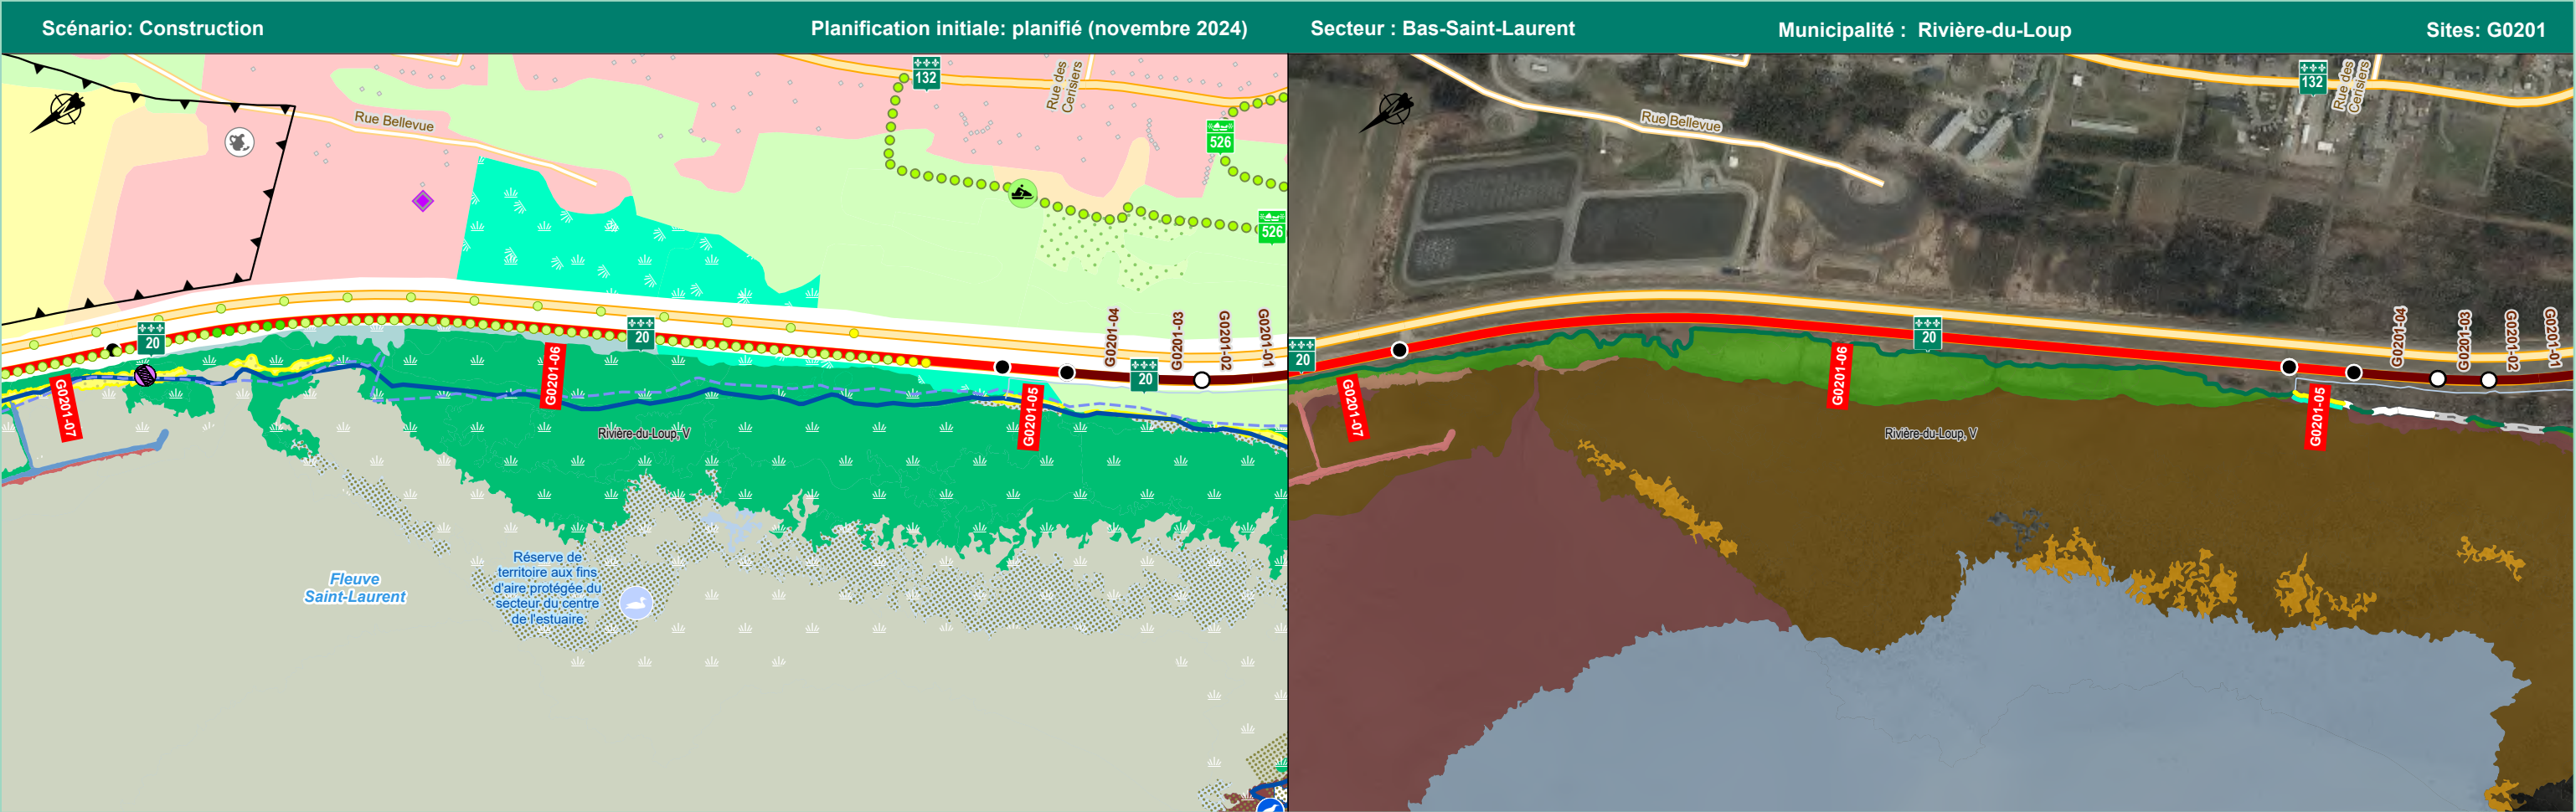 Scénario: Construction
Planification initiale: planifié (novembre 2024)
Secteur : Bas-Saint-Laurent
Municipalité : Rivière-du-Loup
Sites: G0201
132
Rue des
Cerisiers
Rue Bellevue
526
526
20
20
20
G0201-04
G0201-03
G0201-02
G0201-01
G0201-07
G0201-06
G0201-05
Rivière-du-Loup, V
Réserve de
territoire aux fins
d'aire protégée du
secteur du centre
de l'estuaire.
Fleuve
Saint-Laurent
132
Rue des
Cerisiers
Rue Bellevue
20
20
G0201-04
G0201-03
G0201-02
G0201-01
G0201-07
G0201-06
G0201-05
Rivière-du-Loup, V